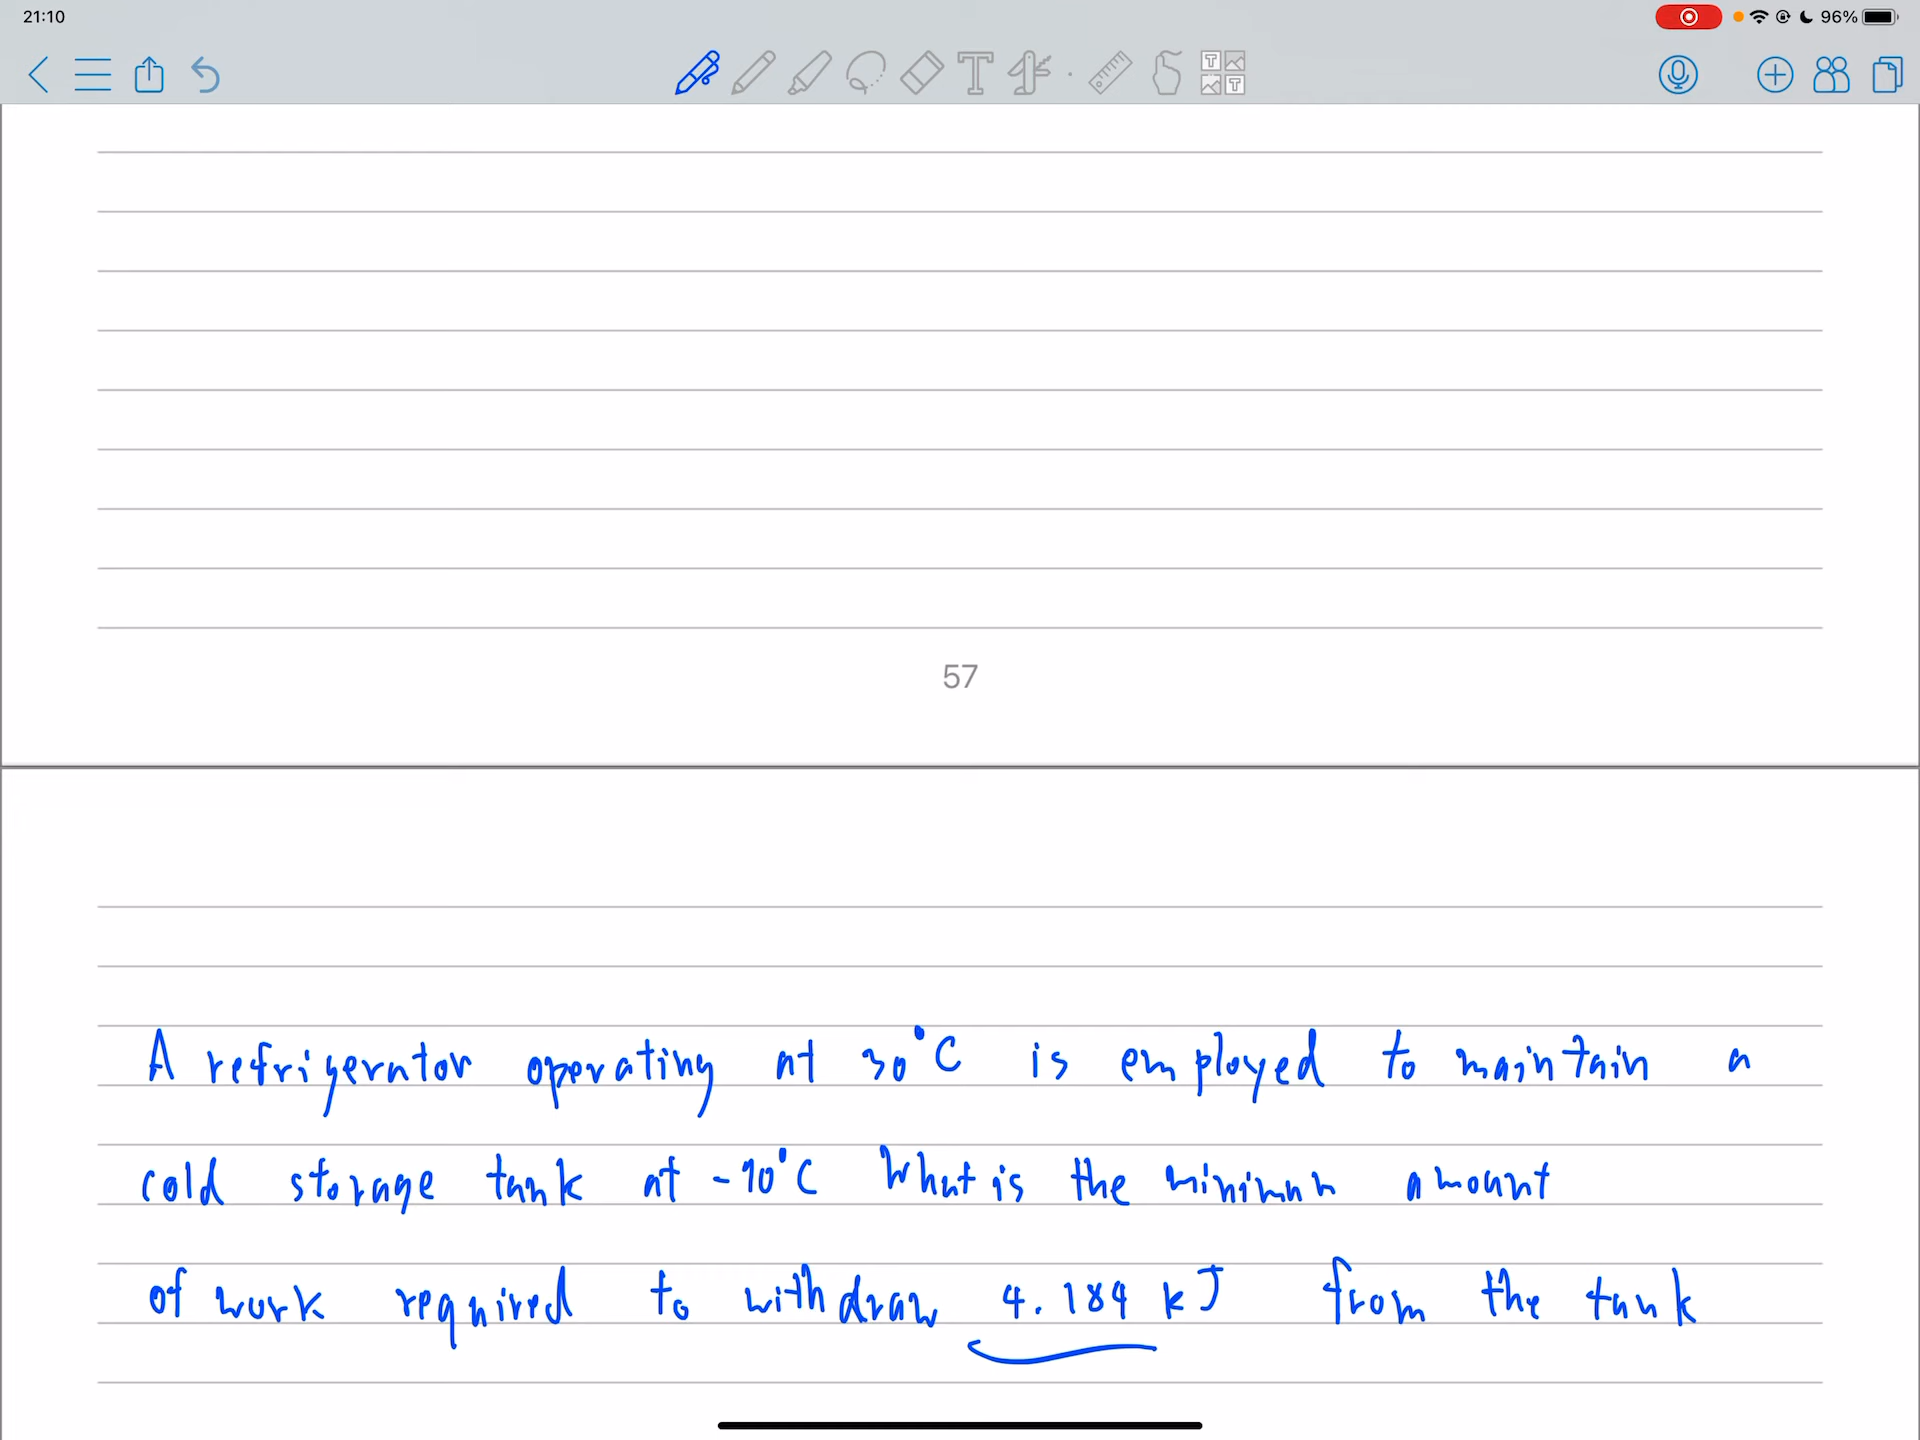 21:10
96%
57
A refrigerator operating at 30°C is employed to maintain a
cold storage tank at -10°C What is the minimum amount
of work required to withdraw 4.184 kJ from the tank